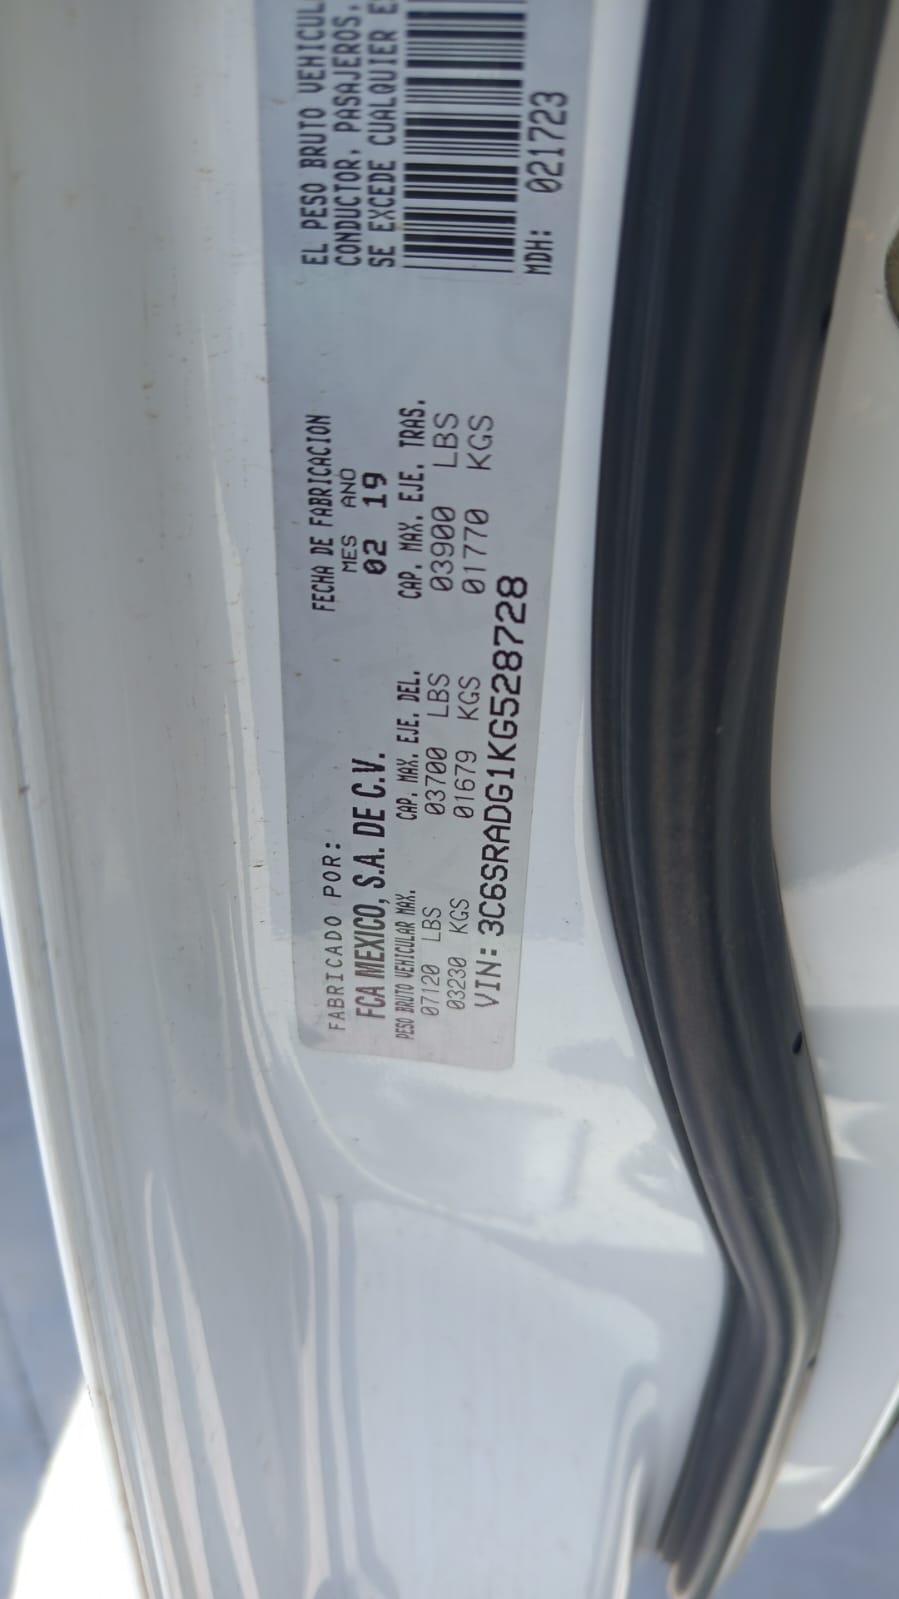 FABRICADO POR:
FCA MEXICO, S.A. DE C.V.
FECHA DE FABRICACION
MES AÑO
02 19
PESO BRUTO VEHICULAR MAX.
07120 LBS
03230 KGS
CAP. MAX. EJE. DEL.
03700 LBS
01679 KGS
CAP. MAX. EJE. TRAS.
03900 LBS
01770 KGS
VIN: 3C6SRADG1KG528728
EL PESO BRUTO
CONDUCTOR, PASAJEROS,
SE EXCEDE CUALQUIER
MDH: 021723